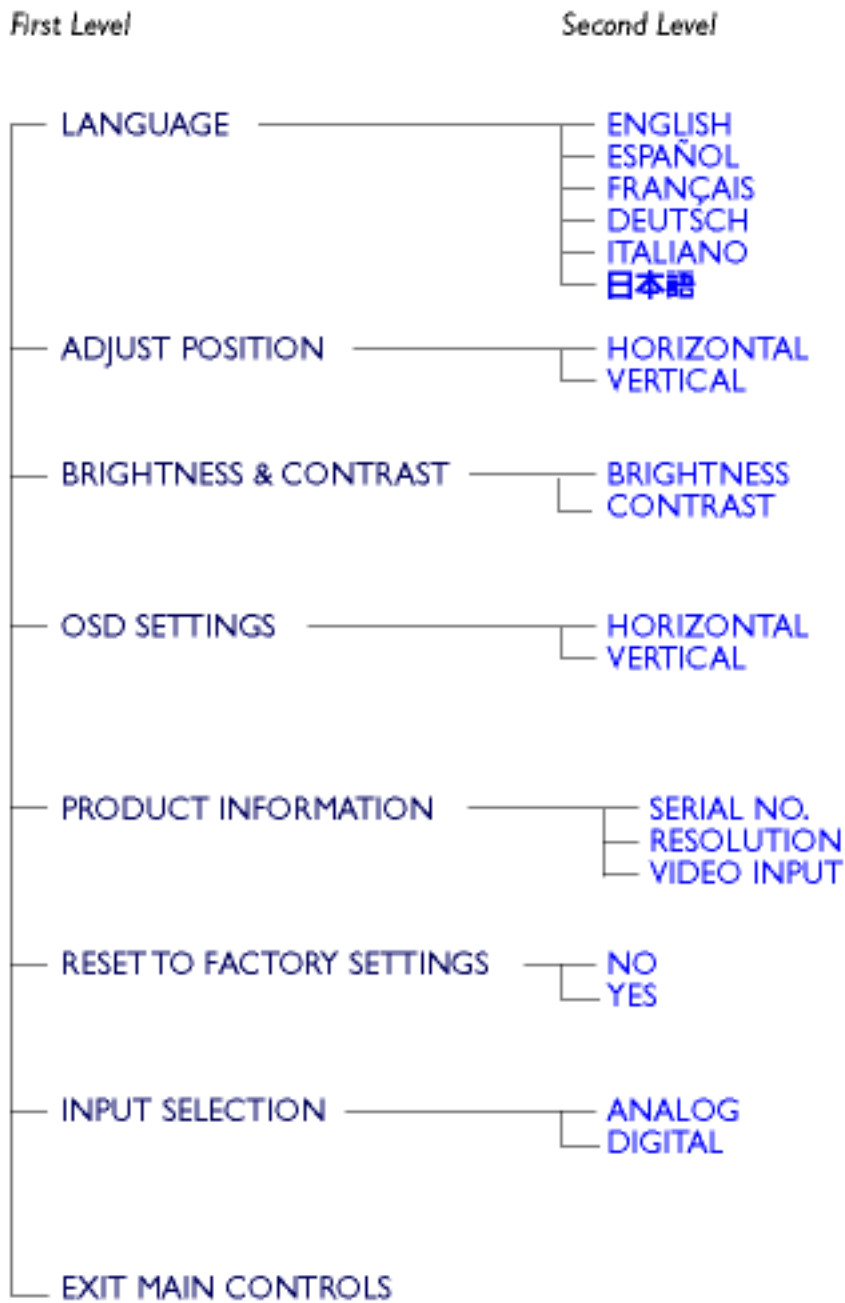 First Level Second Level
LANGUAGE ENGLISH
ESPAÑOL
FRANÇAIS
DEUTSCH
ITALIANO
日本語
ADJUST POSITION HORIZONTAL
VERTICAL
BRIGHTNESS & CONTRAST BRIGHTNESS
CONTRAST
OSD SETTINGS HORIZONTAL
VERTICAL
PRODUCT INFORMATION SERIAL NO.
RESOLUTION
VIDEO INPUT
RESET TO FACTORY SETTINGS NO
YES
INPUT SELECTION ANALOG
DIGITAL
EXIT MAIN CONTROLS